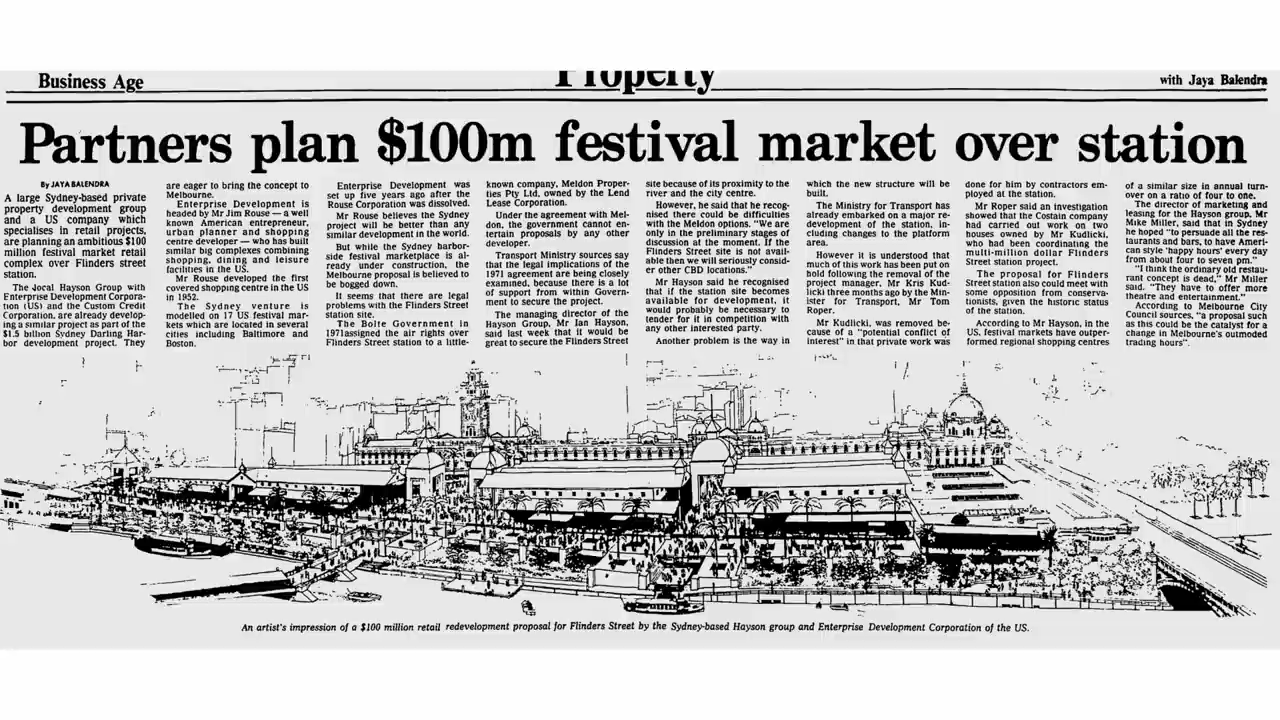 Business Age
Property
with Jaya Balendra
Partners plan $100m festival market over station
By JAYA BALENDRA
A large Sydney-based private
property development group
and a US company which
specialises in retail projects,
are planning an ambitious $100
million festival market retail
complex over Flinders street
station.
The local Hayson Group with
Enterprise Development Corpora-
tion (US) and the Custom Credit
Corporation, are already develop-
ing a similar project as part of the
$1.5 billion Sydney Darling Har-
bor development project. They
are eager to bring the concept to
Melbourne.
Enterprise Development is
headed by Mr Jim Rouse — a well
known American entrepreneur,
urban planner and shopping
centre developer — who has built
similar big complexes combining
shopping, dining and leisure
facilities in the US.
Mr Rouse developed the first
covered shopping centre in the US
in 1952.
The Sydney venture is
modelled on 17 US festival mar-
kets which are located in several
cities including Baltimore and
Boston.
Enterprise Development was
set up five years ago after the
Rouse Corporation was dissolved.
Mr Rouse believes the Sydney
project will be better than any
similar development in the world.
But while the Sydney harbor-
side festival marketplace is al-
ready under construction, the
Melbourne proposal is believed to
be bogged down.
It seems that there are legal
problems with the Flinders Street
station site.
The Bolte Government in
1971assigned the air rights over
Flinders Street station to a little-
known company, Meldon Proper-
ties Pty Ltd, owned by the Lend
Lease Corporation.
Under the agreement with Mel-
don, the government cannot en-
tertain proposals by any other
developer.
Transport Ministry sources say
that the legal implications of the
1971 agreement are being closely
examined, because there is a lot
of support from within Govern-
ment to secure the project.
The managing director of the
Hayson Group, Mr Ian Hayson,
said last week that it would be
great to secure the Flinders Street
site because of its proximity to the
river and the city centre.
However, he said that he recog-
nised there could be difficulties
with the Meldon options. "We are
only in the preliminary stages of
discussion at the moment. If the
Flinders Street site is not avail-
able then we will seriously consid-
er other CBD locations."
Mr Hayson said he recognised
that if the station site becomes
available for development, it
would probably be necessary to
tender for it in competition with
any other interested party.
Another problem is the way in
which the new structure will be
built.
The Ministry for Transport has
already embarked on a major re-
development of the station, in-
cluding changes to the platform
area.
However it is understood that
much of this work has been put on
hold following the removal of the
project manager, Mr Kris Kud-
licki three months ago by the Min-
ister for Transport, Mr Tom
Roper.
Mr Kudlicki, was removed be-
cause of a "potential conflict of
interest" in that private work was
done for him by contractors em-
ployed at the station.
Mr Roper said an investigation
showed that the Costain company
had carried out work on two
houses owned by Mr Kudlicki,
who had been coordinating the
multi-million dollar Flinders
Street station project.
The proposal for Flinders
Street station also could meet with
some opposition from conserva-
tionists, given the historic status
of the station.
According to Mr Hayson, in the
US, festival markets have outper-
formed regional shopping centres
of a similar size in annual turn-
over on a ratio of four to one.
The director of marketing and
leasing for the Hayson group, Mr
Mike Miller, said that in Sydney
he hoped "to persuade all the res-
taurants and bars, to have Ameri-
can style 'happy hours' every day
from about four to seven pm."
"I think the ordinary old restau-
rant concept is dead," Mr Miller
said. "They have to offer more
theatre and entertainment."
According to Melbourne City
Council sources, "a proposal such
as this could be the catalyst for a
change in Melbourne's outmoded
trading hours".
An artist's impression of a $100 million retail redevelopment proposal for Flinders Street by the Sydney-based Hayson group and Enterprise Development Corporation of the US.